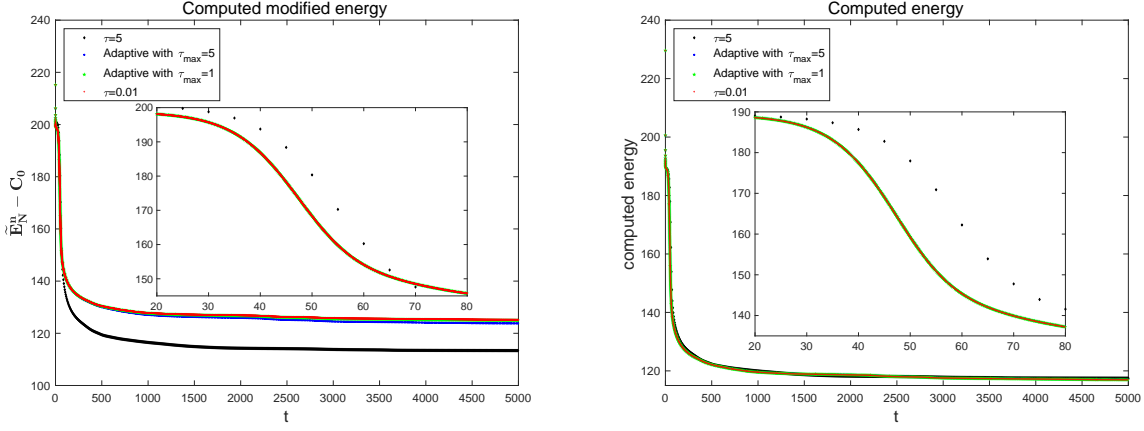 Computed modified energy
240
220
200
180
160
140
120
100
0 500 1000 1500 2000 2500 3000 3500 4000 4500 5000
t
Ẽⁿ_N − C₀
τ=5
Adaptive with τ_max=5
Adaptive with τ_max=1
τ=0.01
200
190
180
170
160
150
20 30 40 50 60 70 80
Computed energy
240
220
200
180
160
140
120
0 500 1000 1500 2000 2500 3000 3500 4000 4500 5000
t
computed energy
τ=5
Adaptive with τ_max=5
Adaptive with τ_max=1
τ=0.01
190
180
170
160
150
140
20 30 40 50 60 70 80